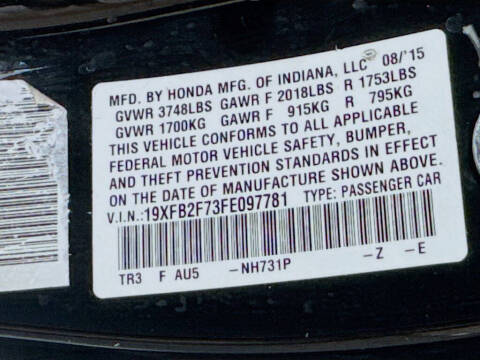 MFD. BY HONDA MFG. OF INDIANA, LLC 08/'15
GVWR 3748LBS GAWR F 2018LBS R 1753LBS
GVWR 1700KG GAWR F 915KG R 795KG
THIS VEHICLE CONFORMS TO ALL APPLICABLE
FEDERAL MOTOR VEHICLE SAFETY, BUMPER,
AND THEFT PREVENTION STANDARDS IN EFFECT
ON THE DATE OF MANUFACTURE SHOWN ABOVE.
V.I.N.:19XFB2F73FE097781 TYPE: PASSENGER CAR
TR3 F AU5 -NH731P -Z -E